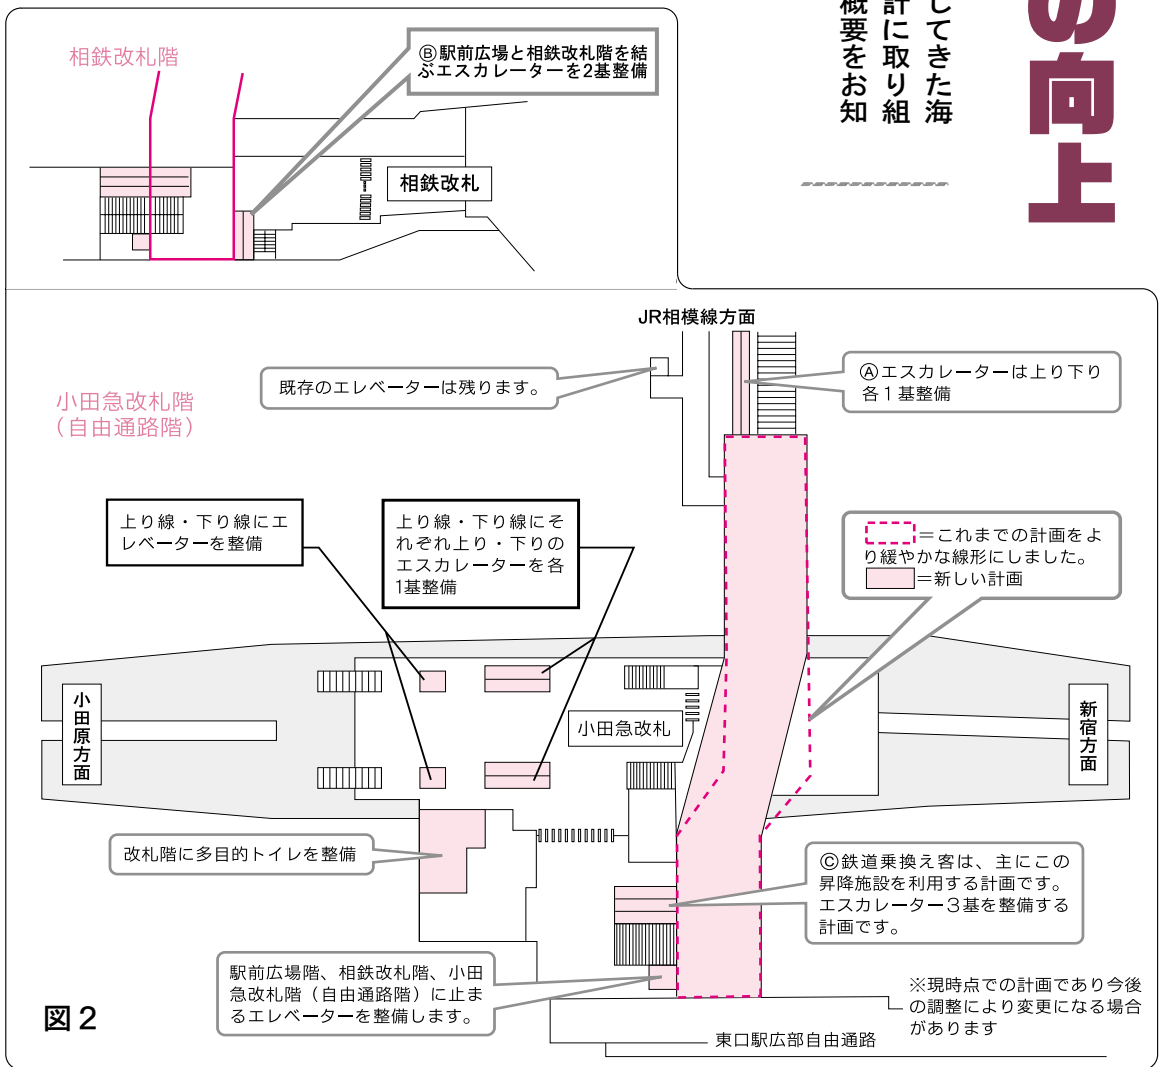 の向上
してきた海
計に取り組
概要をお知
相鉄改札階
Ⓑ駅前広場と相鉄改札階を結
ぶエスカレーターを2基整備
相鉄改札
JR相模線方面
既存のエレベーターは残ります。
Ⓐエスカレーターは上り下り
各1基整備
小田急改札階
(自由通路階)
上り線・下り線にエ
レベーターを整備
上り線・下り線にそ
れぞれ上り・下りの
エスカレーターを各
1基整備
=これまでの計画をよ
り緩やかな線形にしました。
=新しい計画
小田原方面
小田急改札
新宿方面
改札階に多目的トイレを整備
Ⓒ鉄道乗換え客は、主にこの
昇降施設を利用する計画です。
エスカレーター3基を整備する
計画です。
駅前広場階、相鉄改札階、小田
急改札階(自由通路階)に止ま
るエレベーターを整備します。
※現時点での計画であり今後
の調整により変更になる場合
があります
図2
東口駅広部自由通路